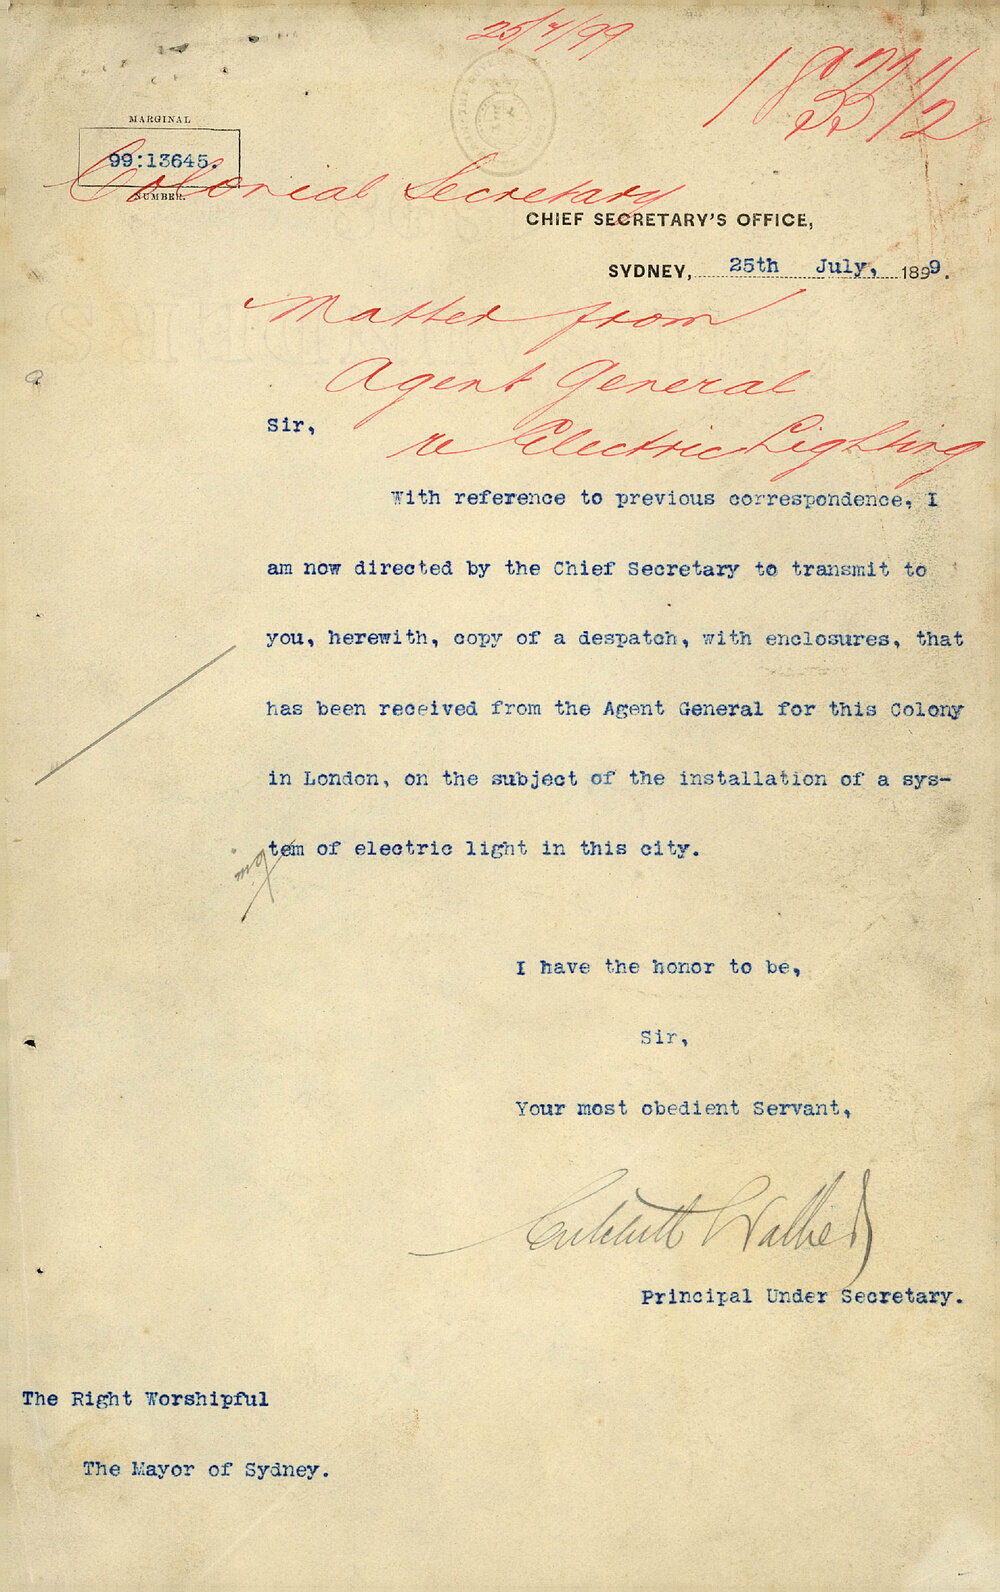 25/7/99
MARGINAL
99:13645.
NUMBER.
Colonial Secretary
CHIEF SECRETARY'S OFFICE,
SYDNEY, 25th July, 1899.
Matter from
Agent General
re Electric Lighting
Sir,
With reference to previous correspondence, I
am now directed by the Chief Secretary to transmit to
you, herewith, copy of a despatch, with enclosures, that
has been received from the Agent General for this Colony
in London, on the subject of the installation of a sys-
tem of electric light in this city.
ing
I have the honor to be,
Sir,
Your most obedient Servant,
Critchett Walker
Principal Under Secretary.
The Right Worshipful
The Mayor of Sydney.